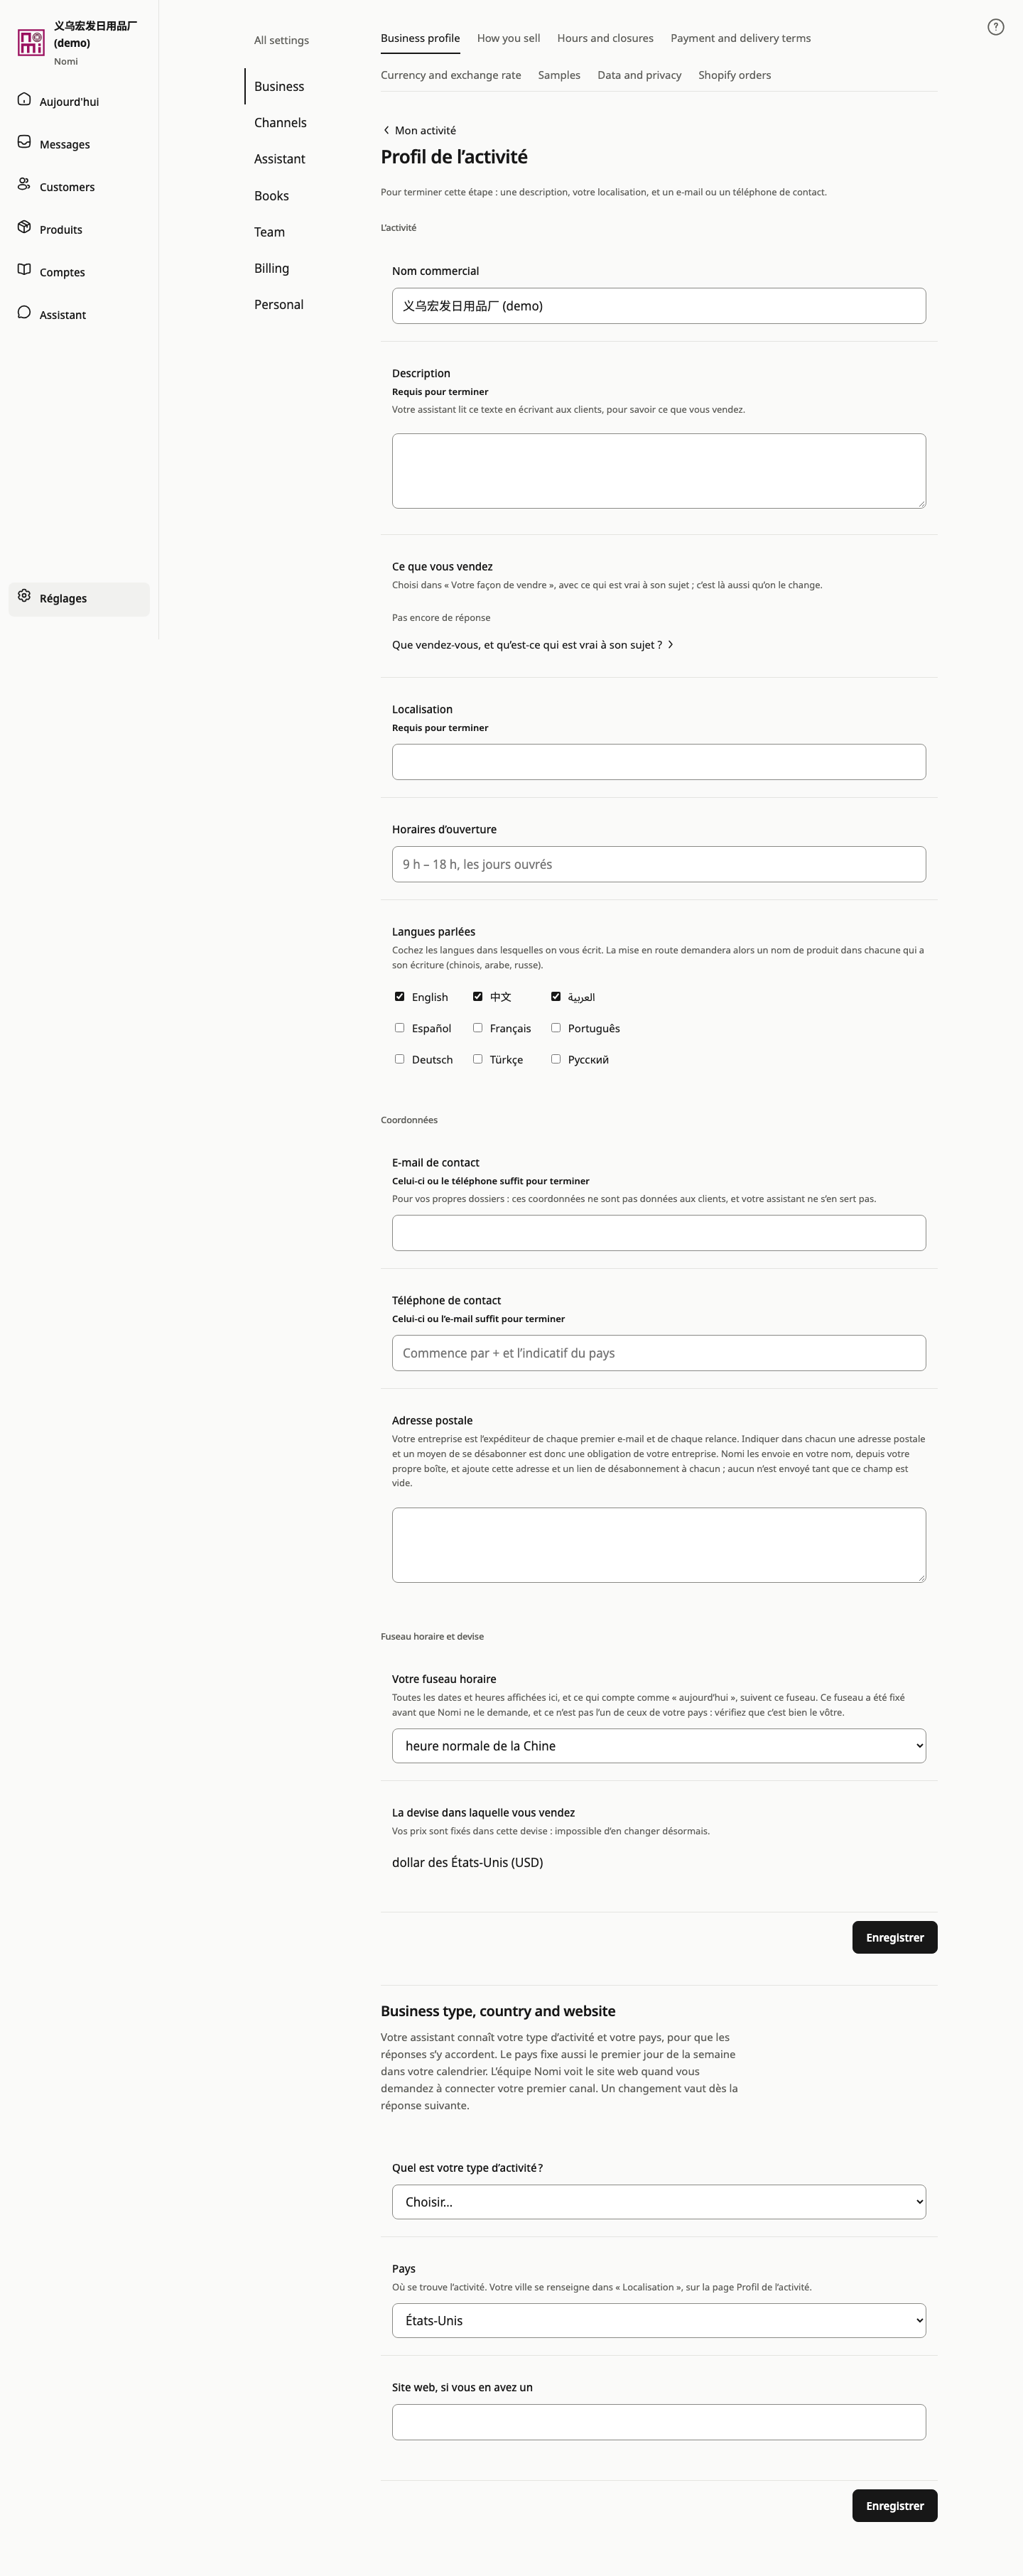 义乌宏发日用品厂
(demo)
Nomi
Aujourd'hui
Messages
Customers
Produits
Comptes
Assistant
Réglages
All settings
Business
Channels
Assistant
Books
Team
Billing
Personal
Business profile How you sell Hours and closures Payment and delivery terms
Currency and exchange rate Samples Data and privacy Shopify orders
Mon activité
Profil de l’activité
Pour terminer cette étape : une description, votre localisation, et un e-mail ou un téléphone de contact.
L’activité
Nom commercial
义乌宏发日用品厂 (demo)
Description
Requis pour terminer
Votre assistant lit ce texte en écrivant aux clients, pour savoir ce que vous vendez.
Ce que vous vendez
Choisi dans « Votre façon de vendre », avec ce qui est vrai à son sujet ; c’est là aussi qu’on le change.
Pas encore de réponse
Que vendez-vous, et qu’est-ce qui est vrai à son sujet ?
Localisation
Requis pour terminer
Horaires d’ouverture
9 h – 18 h, les jours ouvrés
Langues parlées
Cochez les langues dans lesquelles on vous écrit. La mise en route demandera alors un nom de produit dans chacune qui a
son écriture (chinois, arabe, russe).
English 中文 العربية
Español Français Português
Deutsch Türkçe Русский
Coordonnées
E-mail de contact
Celui-ci ou le téléphone suffit pour terminer
Pour vos propres dossiers : ces coordonnées ne sont pas données aux clients, et votre assistant ne s’en sert pas.
Téléphone de contact
Celui-ci ou l’e-mail suffit pour terminer
Commence par + et l’indicatif du pays
Adresse postale
Votre entreprise est l’expéditeur de chaque premier e-mail et de chaque relance. Indiquer dans chacun une adresse postale
et un moyen de se désabonner est donc une obligation de votre entreprise. Nomi les envoie en votre nom, depuis votre
propre boîte, et ajoute cette adresse et un lien de désabonnement à chacun ; aucun n’est envoyé tant que ce champ est
vide.
Fuseau horaire et devise
Votre fuseau horaire
Toutes les dates et heures affichées ici, et ce qui compte comme « aujourd’hui », suivent ce fuseau. Ce fuseau a été fixé
avant que Nomi ne le demande, et ce n’est pas l’un de ceux de votre pays : vérifiez que c’est bien le vôtre.
heure normale de la Chine
La devise dans laquelle vous vendez
Vos prix sont fixés dans cette devise : impossible d’en changer désormais.
dollar des États-Unis (USD)
Enregistrer
Business type, country and website
Votre assistant connaît votre type d’activité et votre pays, pour que les
réponses s’y accordent. Le pays fixe aussi le premier jour de la semaine
dans votre calendrier. L’équipe Nomi voit le site web quand vous
demandez à connecter votre premier canal. Un changement vaut dès la
réponse suivante.
Quel est votre type d’activité ?
Choisir…
Pays
Où se trouve l’activité. Votre ville se renseigne dans « Localisation », sur la page Profil de l’activité.
États-Unis
Site web, si vous en avez un
Enregistrer